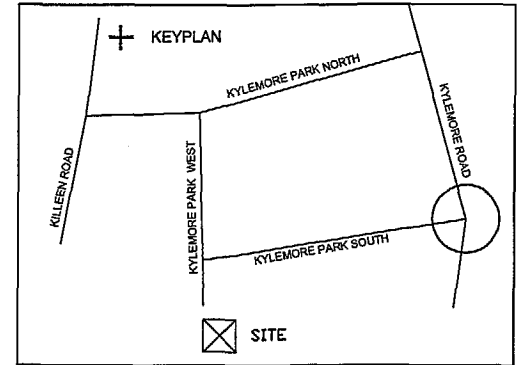 KEYPLAN
KYLEMORE PARK NORTH
KYLEMORE ROAD
KILLEEN ROAD
KYLEMORE PARK WEST
KYLEMORE PARK SOUTH
SITE